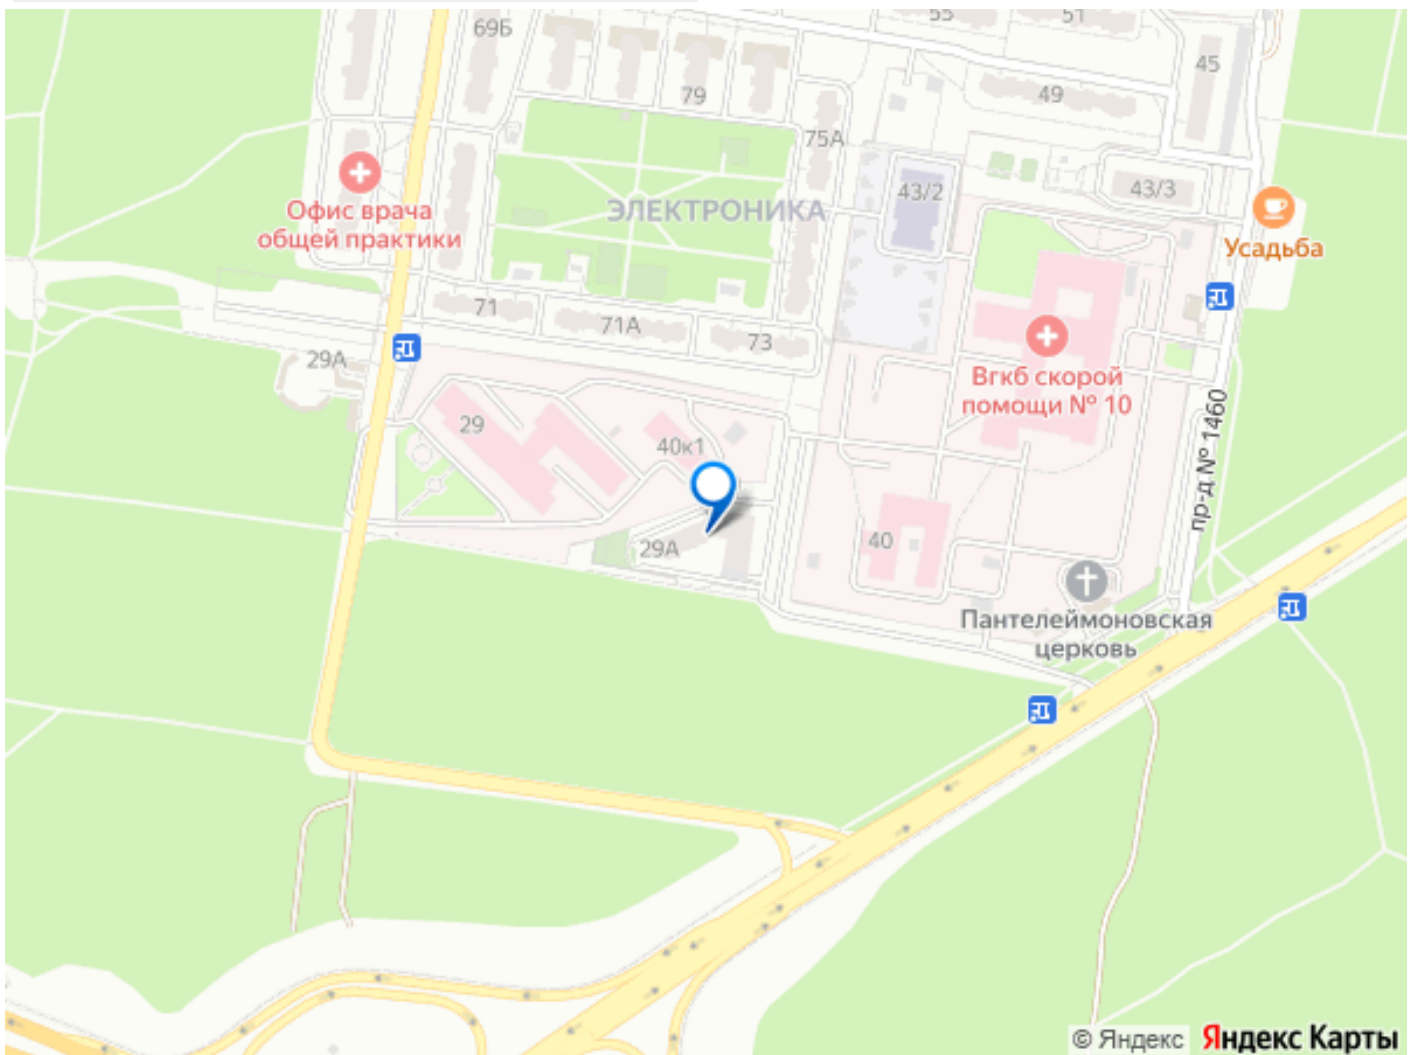 55
51
69Б
45
79
49
75А
43/2
43/3
ЭЛЕКТРОНИКА
Офис врача
общей практики
Усадьба
71
71А
73
29А
Вгкб скорой
помощи № 10
29
40к1
пр-д № 1460
29А
40
Пантелеймоновская
церковь
© Яндекс Яндекс Карты